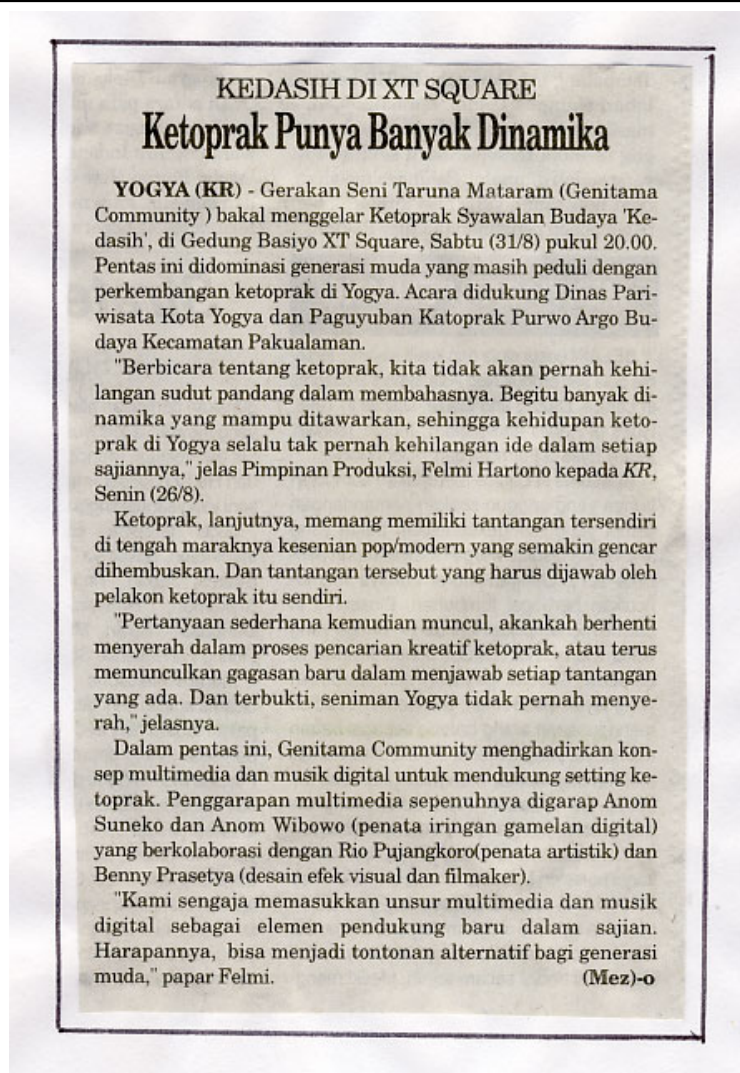 KEDASIH DI XT SQUARE
Ketoprak Punya Banyak Dinamika
YOGYA (KR) - Gerakan Seni Taruna Mataram (Genitama
Community ) bakal menggelar Ketoprak Syawalan Budaya 'Ke-
dasih', di Gedung Basiyo XT Square, Sabtu (31/8) pukul 20.00.
Pentas ini didominasi generasi muda yang masih peduli dengan
perkembangan ketoprak di Yogya. Acara didukung Dinas Pari-
wisata Kota Yogya dan Paguyuban Katoprak Purwo Argo Bu-
daya Kecamatan Pakualaman.
"Berbicara tentang ketoprak, kita tidak akan pernah kehi-
langan sudut pandang dalam membahasnya. Begitu banyak di-
namika yang mampu ditawarkan, sehingga kehidupan keto-
prak di Yogya selalu tak pernah kehilangan ide dalam setiap
sajiannya," jelas Pimpinan Produksi, Felmi Hartono kepada KR,
Senin (26/8).
Ketoprak, lanjutnya, memang memiliki tantangan tersendiri
di tengah maraknya kesenian pop/modern yang semakin gencar
dihembuskan. Dan tantangan tersebut yang harus dijawab oleh
pelakon ketoprak itu sendiri.
"Pertanyaan sederhana kemudian muncul, akankah berhenti
menyerah dalam proses pencarian kreatif ketoprak, atau terus
memunculkan gagasan baru dalam menjawab setiap tantangan
yang ada. Dan terbukti, seniman Yogya tidak pernah menye-
rah," jelasnya.
Dalam pentas ini, Genitama Community menghadirkan kon-
sep multimedia dan musik digital untuk mendukung setting ke-
toprak. Penggarapan multimedia sepenuhnya digarap Anom
Suneko dan Anom Wibowo (penata iringan gamelan digital)
yang berkolaborasi dengan Rio Pujangkoro(penata artistik) dan
Benny Prasetya (desain efek visual dan filmaker).
"Kami sengaja memasukkan unsur multimedia dan musik
digital sebagai elemen pendukung baru dalam sajian.
Harapannya, bisa menjadi tontonan alternatif bagi generasi
muda," papar Felmi. (Mez)-o